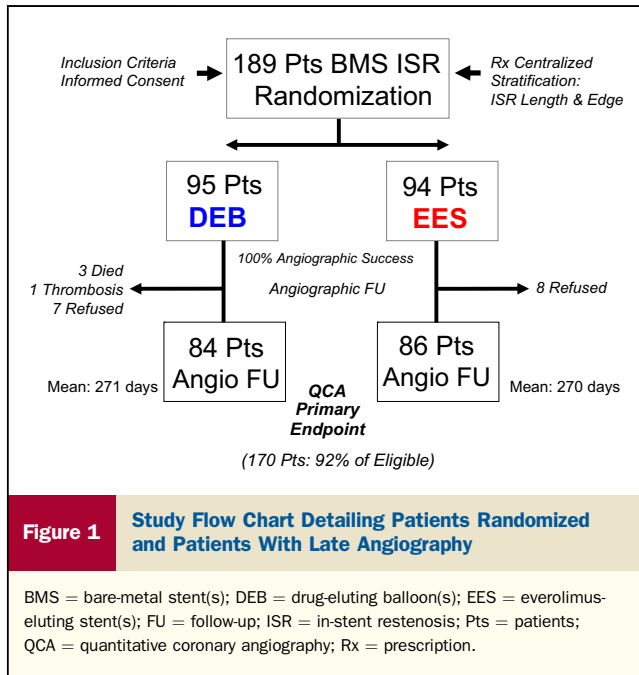 Inclusion Criteria
Informed Consent
189 Pts BMS ISR
Randomization
Rx Centralized
Stratification:
ISR Length & Edge
95 Pts
DEB
94 Pts
EES
100% Angiographic Success
3 Died
1 Thrombosis
7 Refused
Angiographic FU
8 Refused
84 Pts
Angio FU
86 Pts
Angio FU
Mean: 271 days
Mean: 270 days
QCA
Primary
Endpoint
(170 Pts: 92% of Eligible)
Figure 1
Study Flow Chart Detailing Patients Randomized
and Patients With Late Angiography
BMS = bare-metal stent(s); DEB = drug-eluting balloon(s); EES = everolimus-
eluting stent(s); FU = follow-up; ISR = in-stent restenosis; Pts = patients;
QCA = quantitative coronary angiography; Rx = prescription.